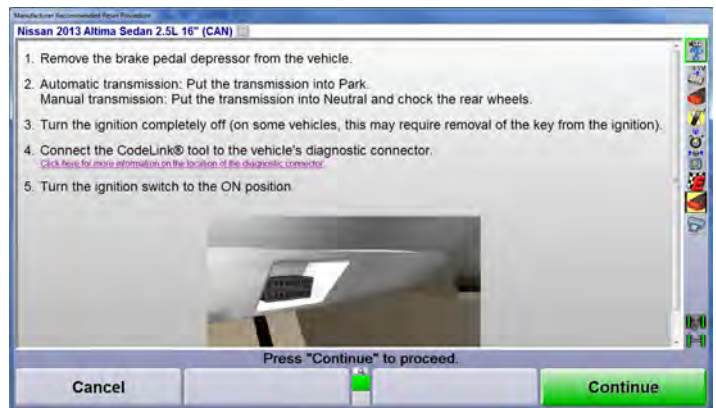 Manufacturer Recommended Reset Procedure
Nissan 2013 Altima Sedan 2.5L 16" (CAN)
1. Remove the brake pedal depressor from the vehicle.
2. Automatic transmission: Put the transmission into Park.
Manual transmission: Put the transmission into Neutral and chock the rear wheels.
3. Turn the ignition completely off (on some vehicles, this may require removal of the key from the ignition).
4. Connect the CodeLink® tool to the vehicle's diagnostic connector.
Click here for more information on the location of the diagnostic connector.
5. Turn the ignition switch to the ON position
Press "Continue" to proceed.
Cancel
Continue